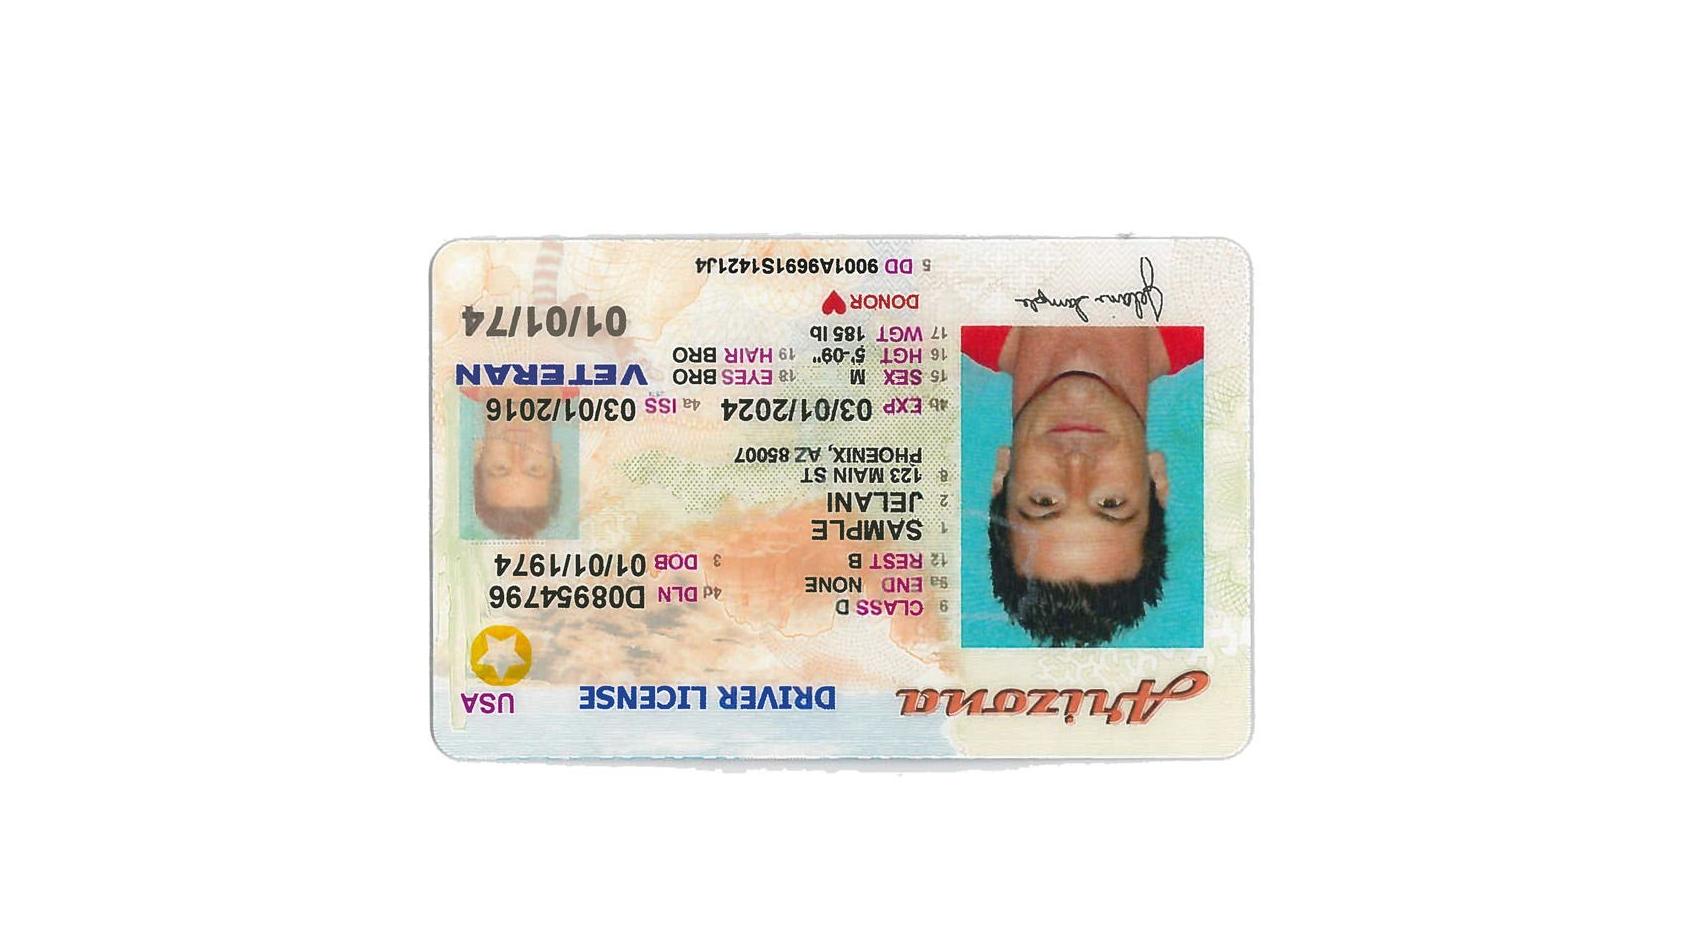 Arizona DRIVER LICENSE USA
9 CLASS D 4d DLN D08954796
9a END NONE
12 REST B 3 DOB 01/01/1974
1 SAMPLE
2 JELANI
8 123 MAIN ST
PHOENIX, AZ 85007
4b EXP 03/01/2024 4a ISS 03/01/2016
15 SEX M 18 EYES BRO VETERAN
16 HGT 5'-09" 19 HAIR BRO
17 WGT 185 lb 01/01/74
DONOR
5 DD 9001A9691S1421J4
Jelani Sample